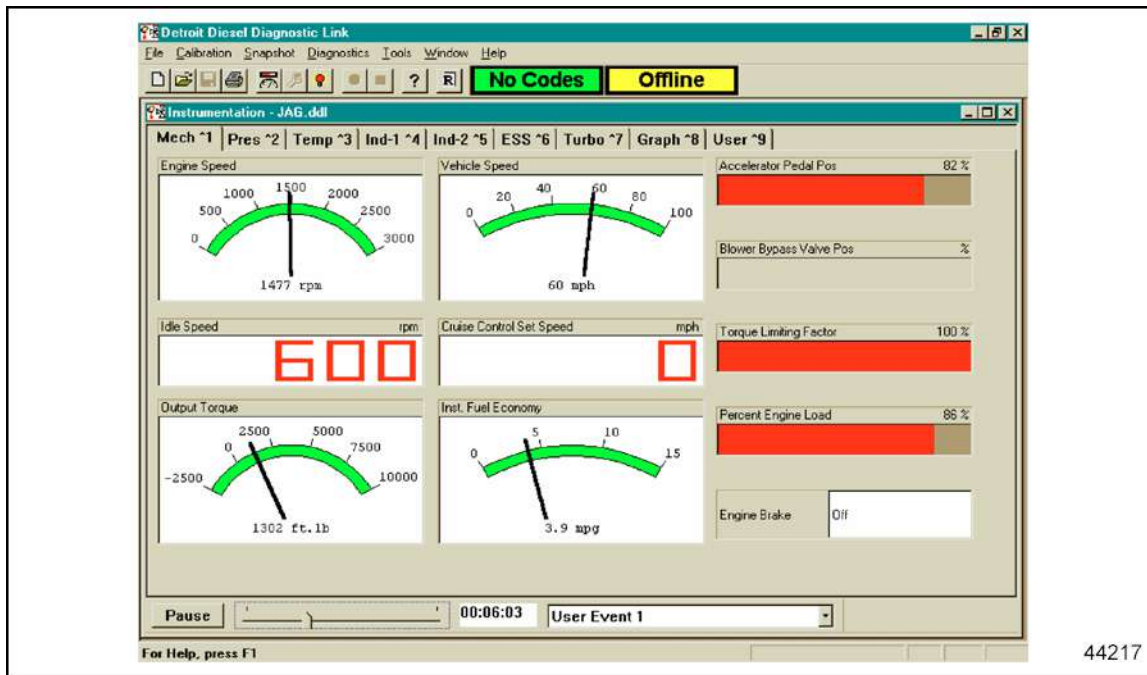 Detroit Diesel Diagnostic Link
File Calibration Snapshot Diagnostics Tools Window Help
? R No Codes Offline
Instrumentation - JAG.ddl
Mech ^1 Pres ^2 Temp ^3 Ind-1 ^4 Ind-2 ^5 ESS ^6 Turbo ^7 Graph ^8 User ^9
Engine Speed
0 500 1000 1500 2000 2500 3000
1477 rpm
Vehicle Speed
0 20 40 60 80 100
60 mph
Accelerator Pedal Pos 82 %
Blower Bypass Valve Pos %
Idle Speed rpm
600
Cruise Control Set Speed mph
0
Torque Limiting Factor 100 %
Output Torque
-2500 0 2500 5000 7500 10000
1302 ft.lb
Inst. Fuel Economy
0 5 10 15
3.9 mpg
Percent Engine Load 86 %
Engine Brake Off
Pause 00:06:03 User Event 1
For Help, press F1
44217